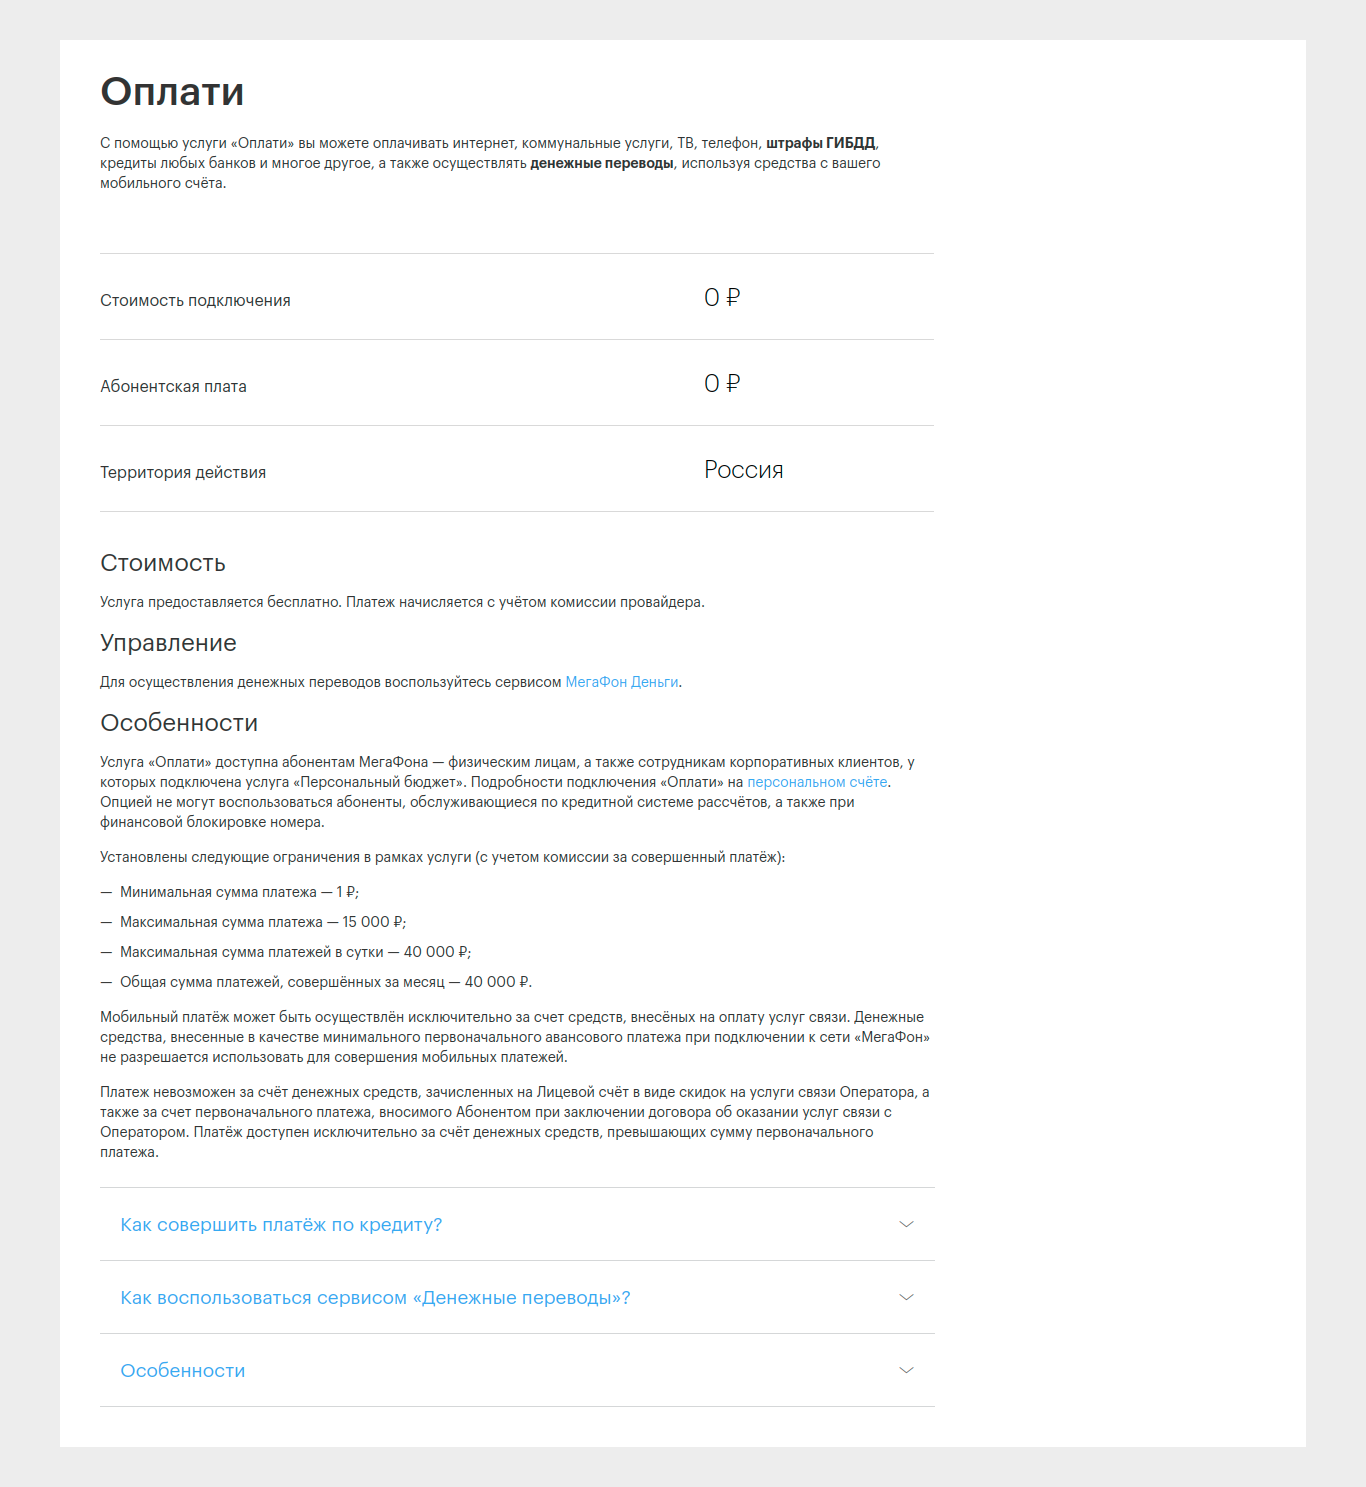 Оплати
С помощью услуги «Оплати» вы можете оплачивать интернет, коммунальные услуги, ТВ, телефон, штрафы ГИБДД,
кредиты любых банков и многое другое, а также осуществлять денежные переводы, используя средства с вашего
мобильного счёта.
Стоимость подключения 0 ₽
Абонентская плата 0 ₽
Территория действия Россия
Стоимость
Услуга предоставляется бесплатно. Платеж начисляется с учётом комиссии провайдера.
Управление
Для осуществления денежных переводов воспользуйтесь сервисом МегаФон Деньги.
Особенности
Услуга «Оплати» доступна абонентам МегаФона — физическим лицам, а также сотрудникам корпоративных клиентов, у
которых подключена услуга «Персональный бюджет». Подробности подключения «Оплати» на персональном счёте.
Опцией не могут воспользоваться абоненты, обслуживающиеся по кредитной системе рассчётов, а также при
финансовой блокировке номера.
Установлены следующие ограничения в рамках услуги (с учетом комиссии за совершенный платёж):
— Минимальная сумма платежа — 1 ₽;
— Максимальная сумма платежа — 15 000 ₽;
— Максимальная сумма платежей в сутки — 40 000 ₽;
— Общая сумма платежей, совершённых за месяц — 40 000 ₽.
Мобильный платёж может быть осуществлён исключительно за счет средств, внесёных на оплату услуг связи. Денежные
средства, внесенные в качестве минимального первоначального авансового платежа при подключении к сети «МегаФон»
не разрешается использовать для совершения мобильных платежей.
Платеж невозможен за счёт денежных средств, зачисленных на Лицевой счёт в виде скидок на услуги связи Оператора, а
также за счет первоначального платежа, вносимого Абонентом при заключении договора об оказании услуг связи с
Оператором. Платёж доступен исключительно за счёт денежных средств, превышающих сумму первоначального
платежа.
Как совершить платёж по кредиту?
Как воспользоваться сервисом «Денежные переводы»?
Особенности